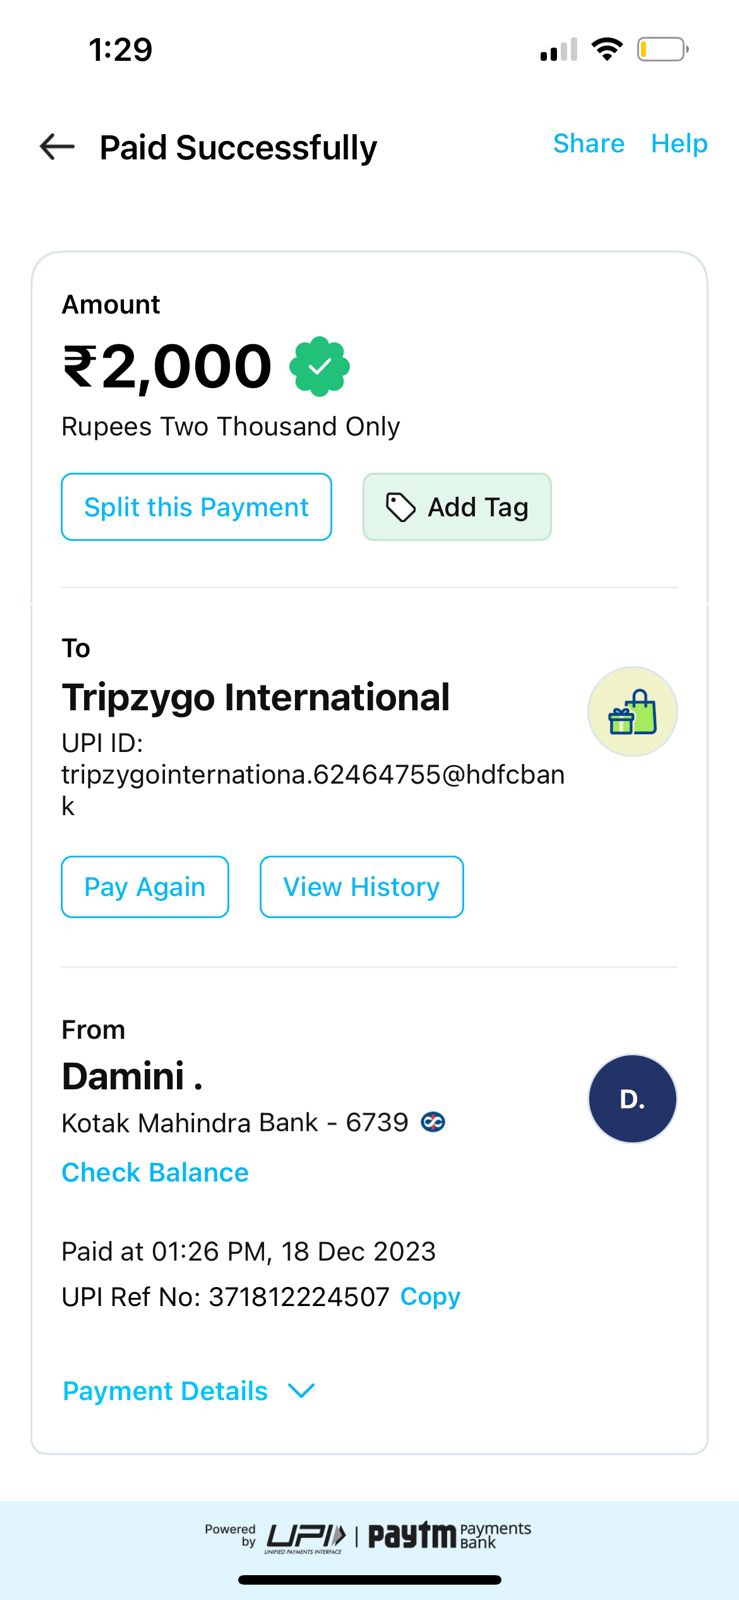 1:29
Paid Successfully Share Help
Amount
₹2,000
Rupees Two Thousand Only
Split this Payment Add Tag
To
Tripzygo International
UPI ID:
tripzygointernationa.62464755@hdfcban
k
Pay Again View History
From
Damini .
D.
Kotak Mahindra Bank - 6739
Check Balance
Paid at 01:26 PM, 18 Dec 2023
UPI Ref No: 371812224507 Copy
Payment Details
Powered by UPI UNIFIED PAYMENTS INTERFACE | paytm Payments Bank